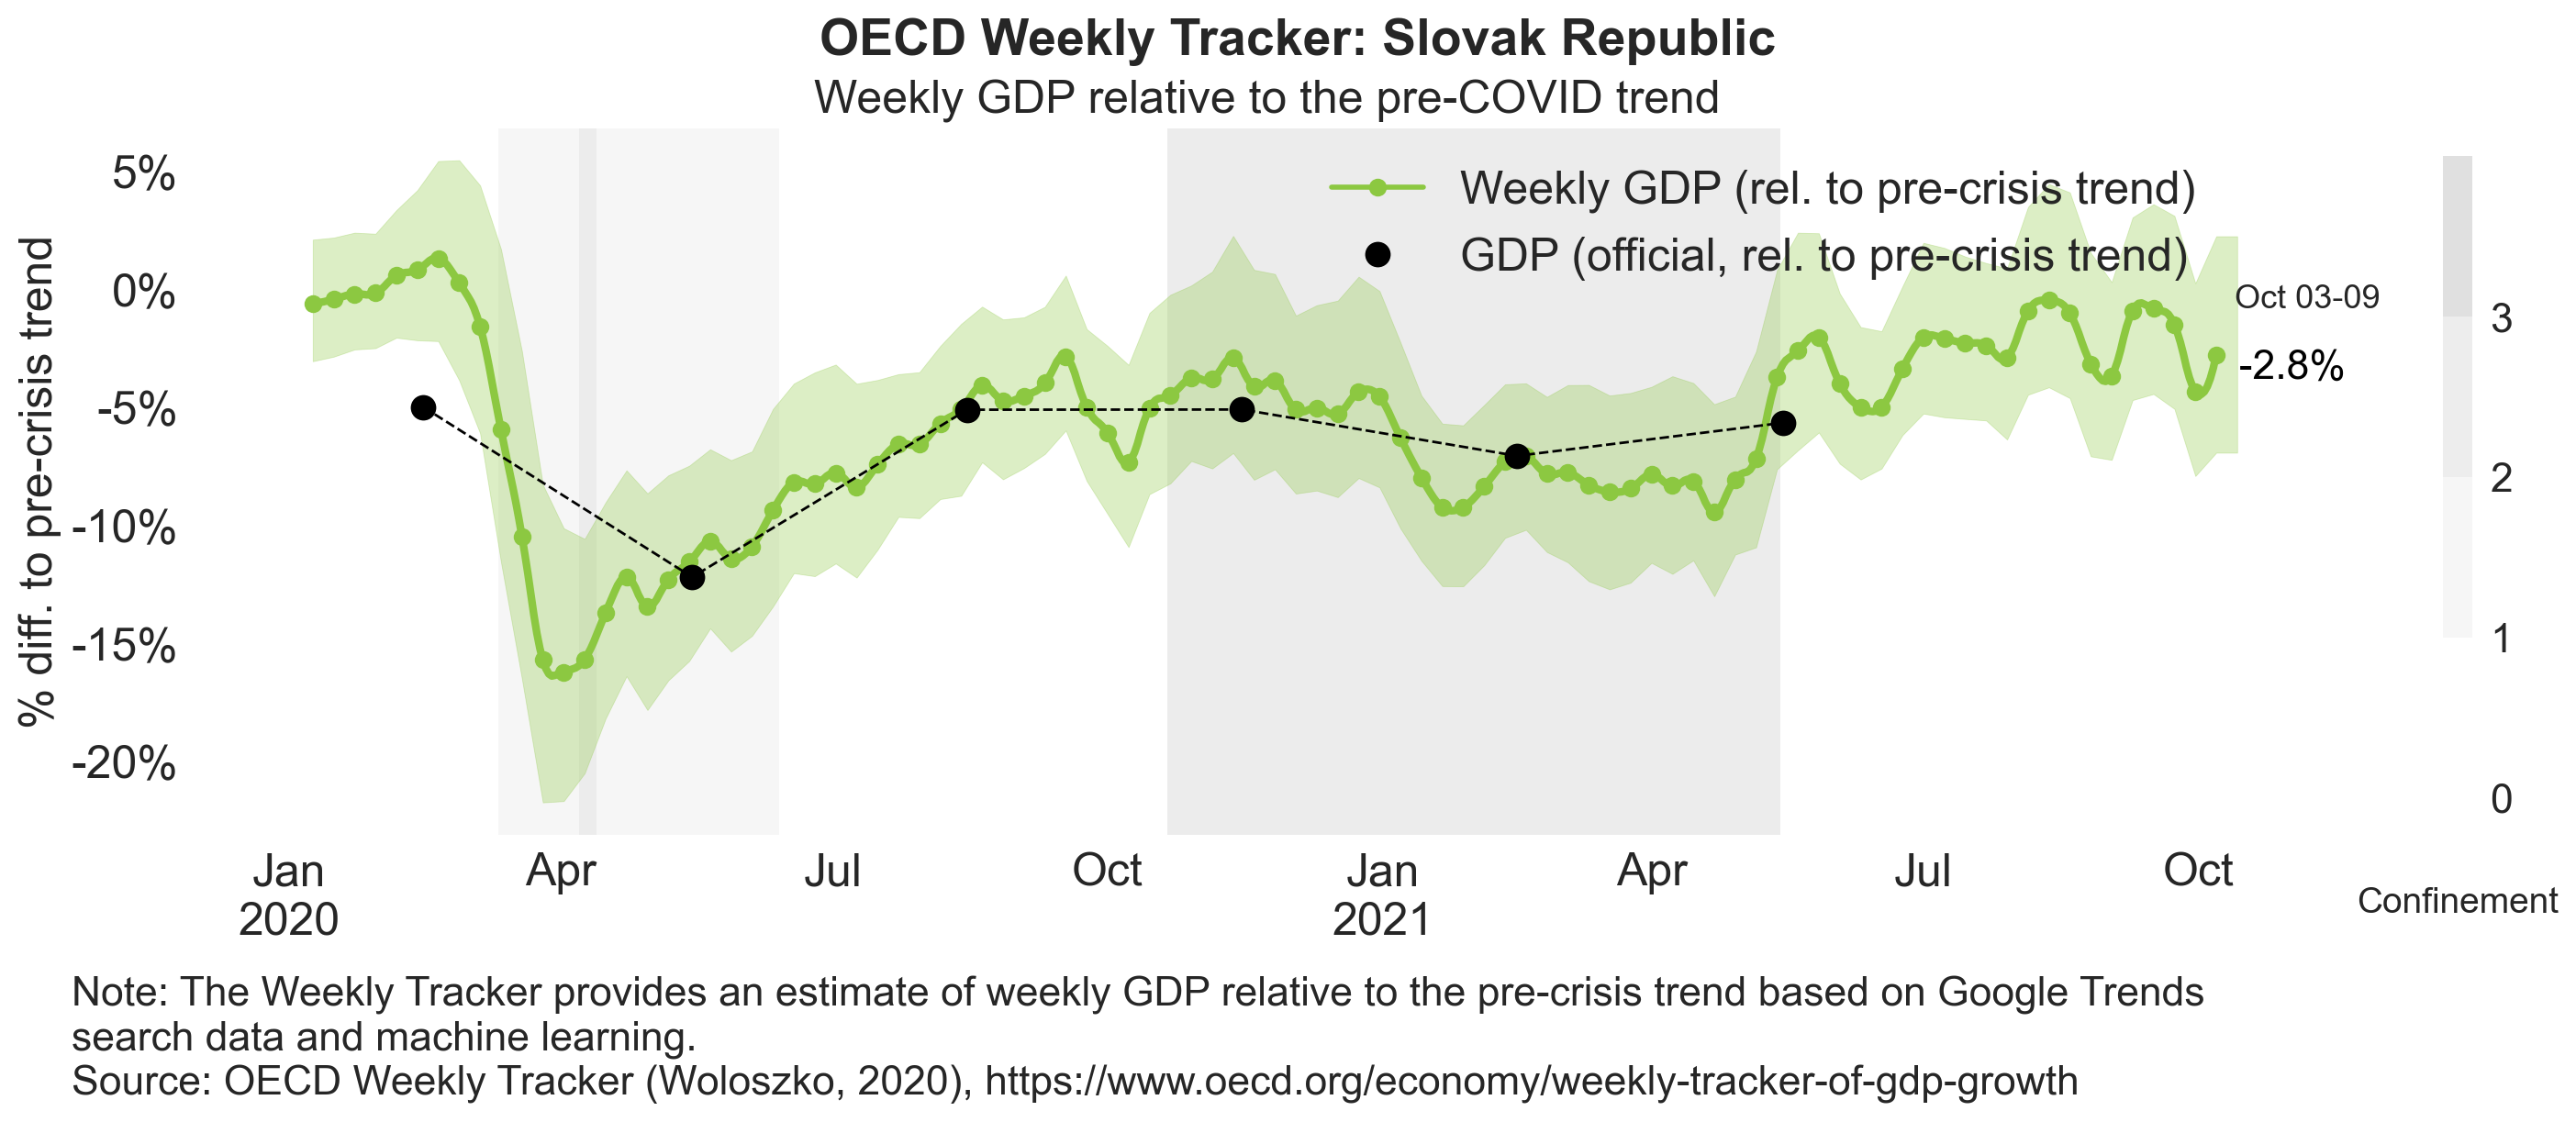 OECD Weekly Tracker: Slovak Republic
Weekly GDP relative to the pre-COVID trend
% diff. to pre-crisis trend
5%
0%
-5%
-10%
-15%
-20%
Weekly GDP (rel. to pre-crisis trend)
GDP (official, rel. to pre-crisis trend)
Oct 03-09
-2.8%
3
2
1
0
Jan Apr Jul Oct Jan Apr Jul Oct
2020 2021
Confinement
Note: The Weekly Tracker provides an estimate of weekly GDP relative to the pre-crisis trend based on Google Trends
search data and machine learning.
Source: OECD Weekly Tracker (Woloszko, 2020), https://www.oecd.org/economy/weekly-tracker-of-gdp-growth